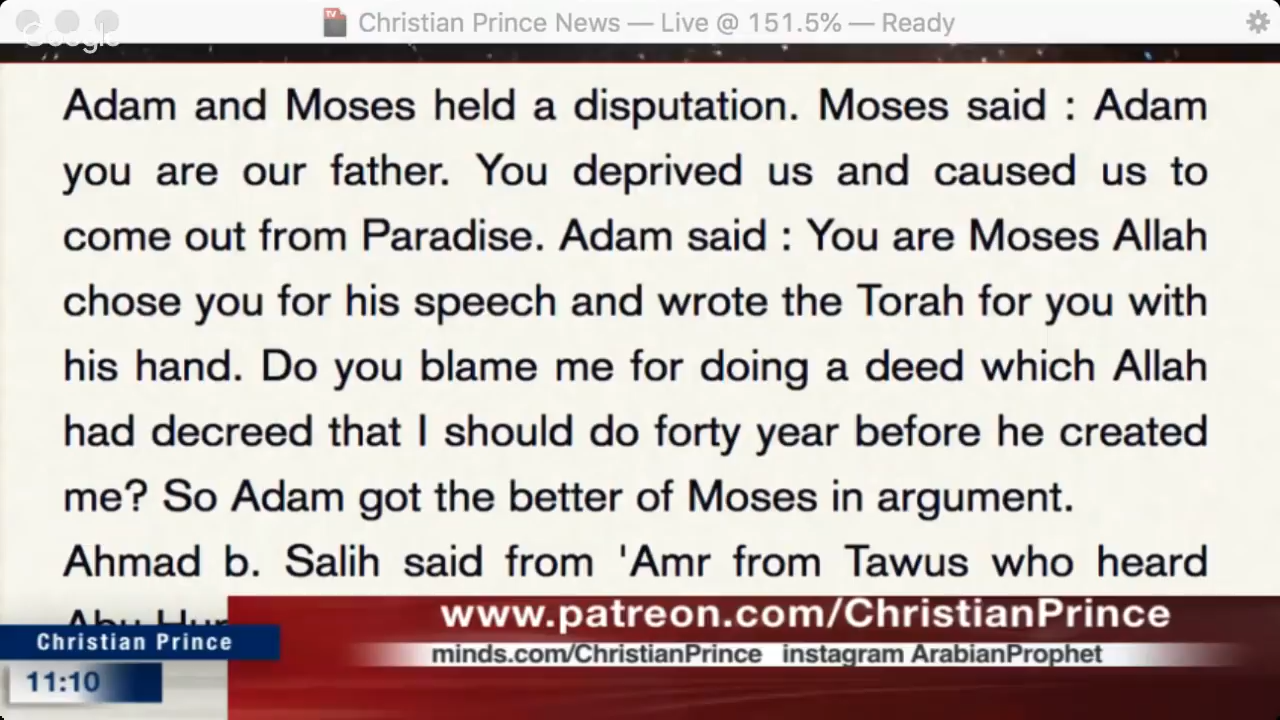 Christian Prince News — Live @ 151.5% — Ready
Google
Adam and Moses held a disputation. Moses said : Adam
you are our father. You deprived us and caused us to
come out from Paradise. Adam said : You are Moses Allah
chose you for his speech and wrote the Torah for you with
his hand. Do you blame me for doing a deed which Allah
had decreed that I should do forty year before he created
me? So Adam got the better of Moses in argument.
Ahmad b. Salih said from 'Amr from Tawus who heard
www.patreon.com/ChristianPrince
Christian Prince
minds.com/ChristianPrince instagram ArabianProphet
11:10